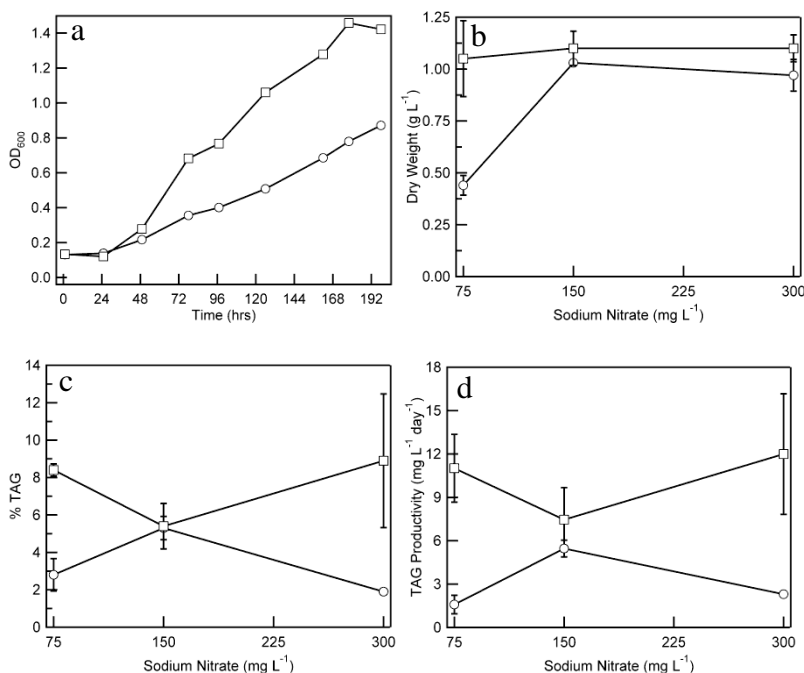 a
1.4
1.2
1.0
0.8
0.6
0.4
0.2
0.0
OD600
0 24 48 72 96 120 144 168 192
Time (hrs)
b
1.25
1.00
0.75
0.50
0.25
0.00
Dry Weight (g L⁻¹)
75 150 225 300
Sodium Nitrate (mg L⁻¹)
c
14
12
10
8
6
4
2
0
% TAG
75 150 225 300
Sodium Nitrate (mg L⁻¹)
d
18
15
12
9
6
3
0
TAG Productivity (mg L⁻¹ day⁻¹)
75 150 225 300
Sodium Nitrate (mg L⁻¹)